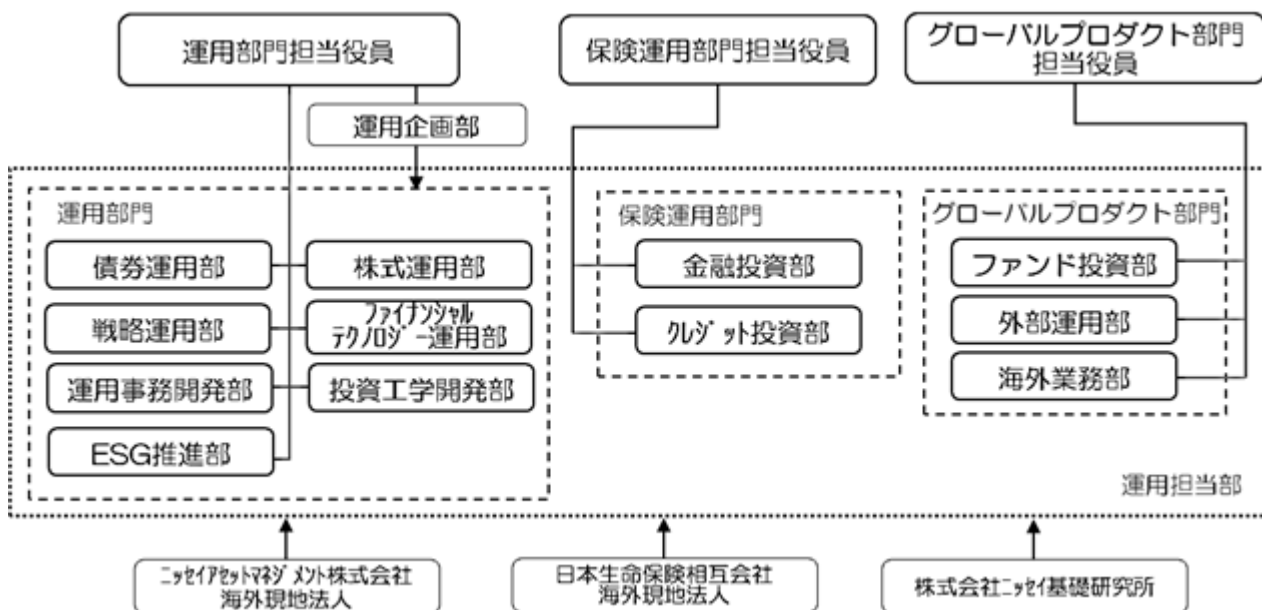 運用部門担当役員
保険運用部門担当役員
グローバルプロダクト部門
担当役員
運用企画部
運用部門
債券運用部
株式運用部
戦略運用部
ファイナンシャル
テクノロジー運用部
運用事務開発部
投資工学開発部
ESG推進部
保険運用部門
金融投資部
クレジット投資部
グローバルプロダクト部門
ファンド投資部
外部運用部
海外業務部
運用担当部
ニッセイアセットマネジメント株式会社
海外現地法人
日本生命保険相互会社
海外現地法人
株式会社ニッセイ基礎研究所